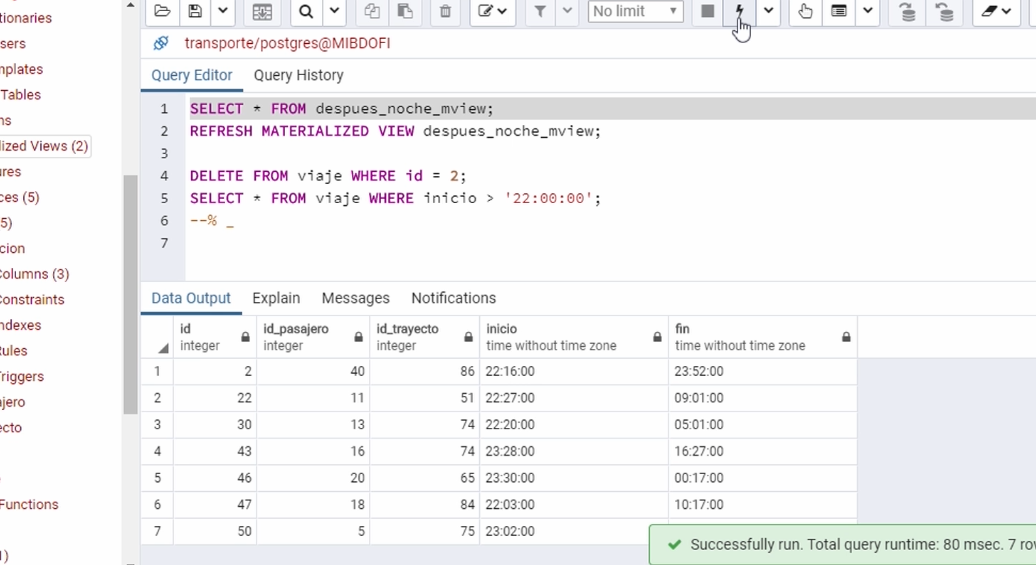 tionaries
sers
mplates
Tables
ns
lized Views (2)
ures
ces (5)
5)
cion
Columns (3)
Constraints
ndexes
Rules
Triggers
ajero
ecto
Functions
)
No limit
transporte/postgres@MIBDOFI
Query Editor Query History
1 SELECT * FROM despues_noche_mview;
2 REFRESH MATERIALIZED VIEW despues_noche_mview;
3
4 DELETE FROM viaje WHERE id = 2;
5 SELECT * FROM viaje WHERE inicio > '22:00:00';
6 --% _
7
Data Output Explain Messages Notifications
id id_pasajero id_trayecto inicio fin
integer integer integer time without time zone time without time zone
1 2 40 86 22:16:00 23:52:00
2 22 11 51 22:27:00 09:01:00
3 30 13 74 22:20:00 05:01:00
4 43 16 74 23:28:00 16:27:00
5 46 20 65 23:30:00 00:17:00
6 47 18 84 22:03:00 10:17:00
7 50 5 75 23:02:00
Successfully run. Total query runtime: 80 msec. 7 ro